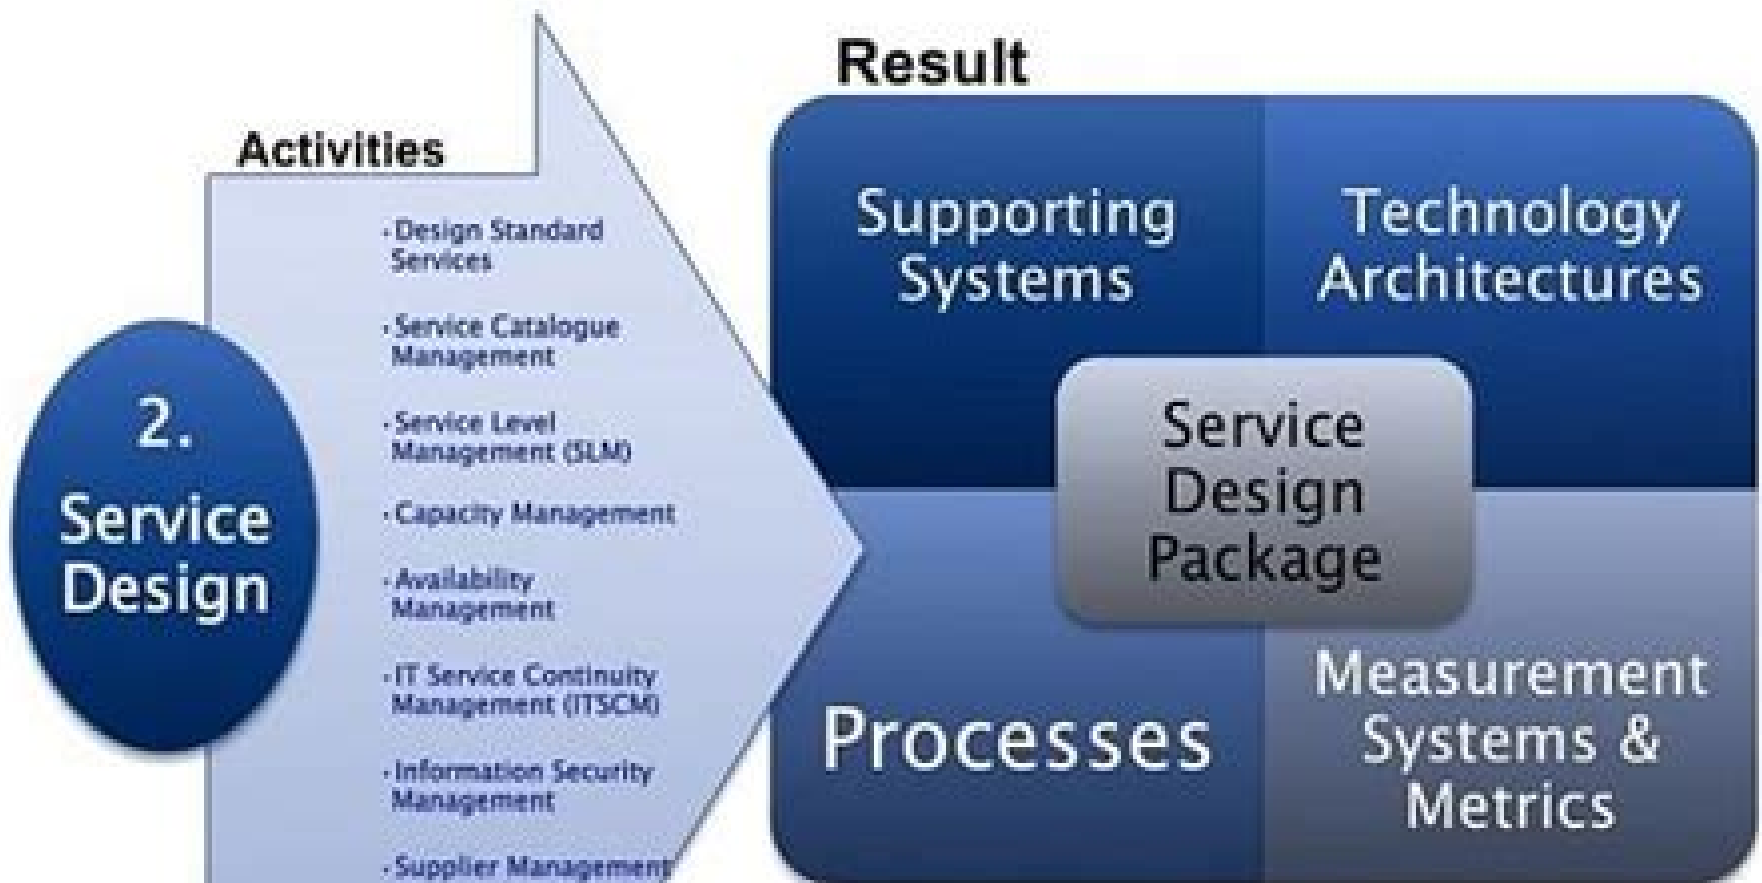 2.
Service
Design
Activities
·Design Standard
Services
·Service Catalogue
Management
·Service Level
Management (SLM)
·Capacity Management
·Availability
Management
·IT Service Continuity
Management (ITSCM)
·Information Security
Management
·Supplier Management
Result
Supporting
Systems
Technology
Architectures
Service
Design
Package
Processes
Measurement
Systems &
Metrics